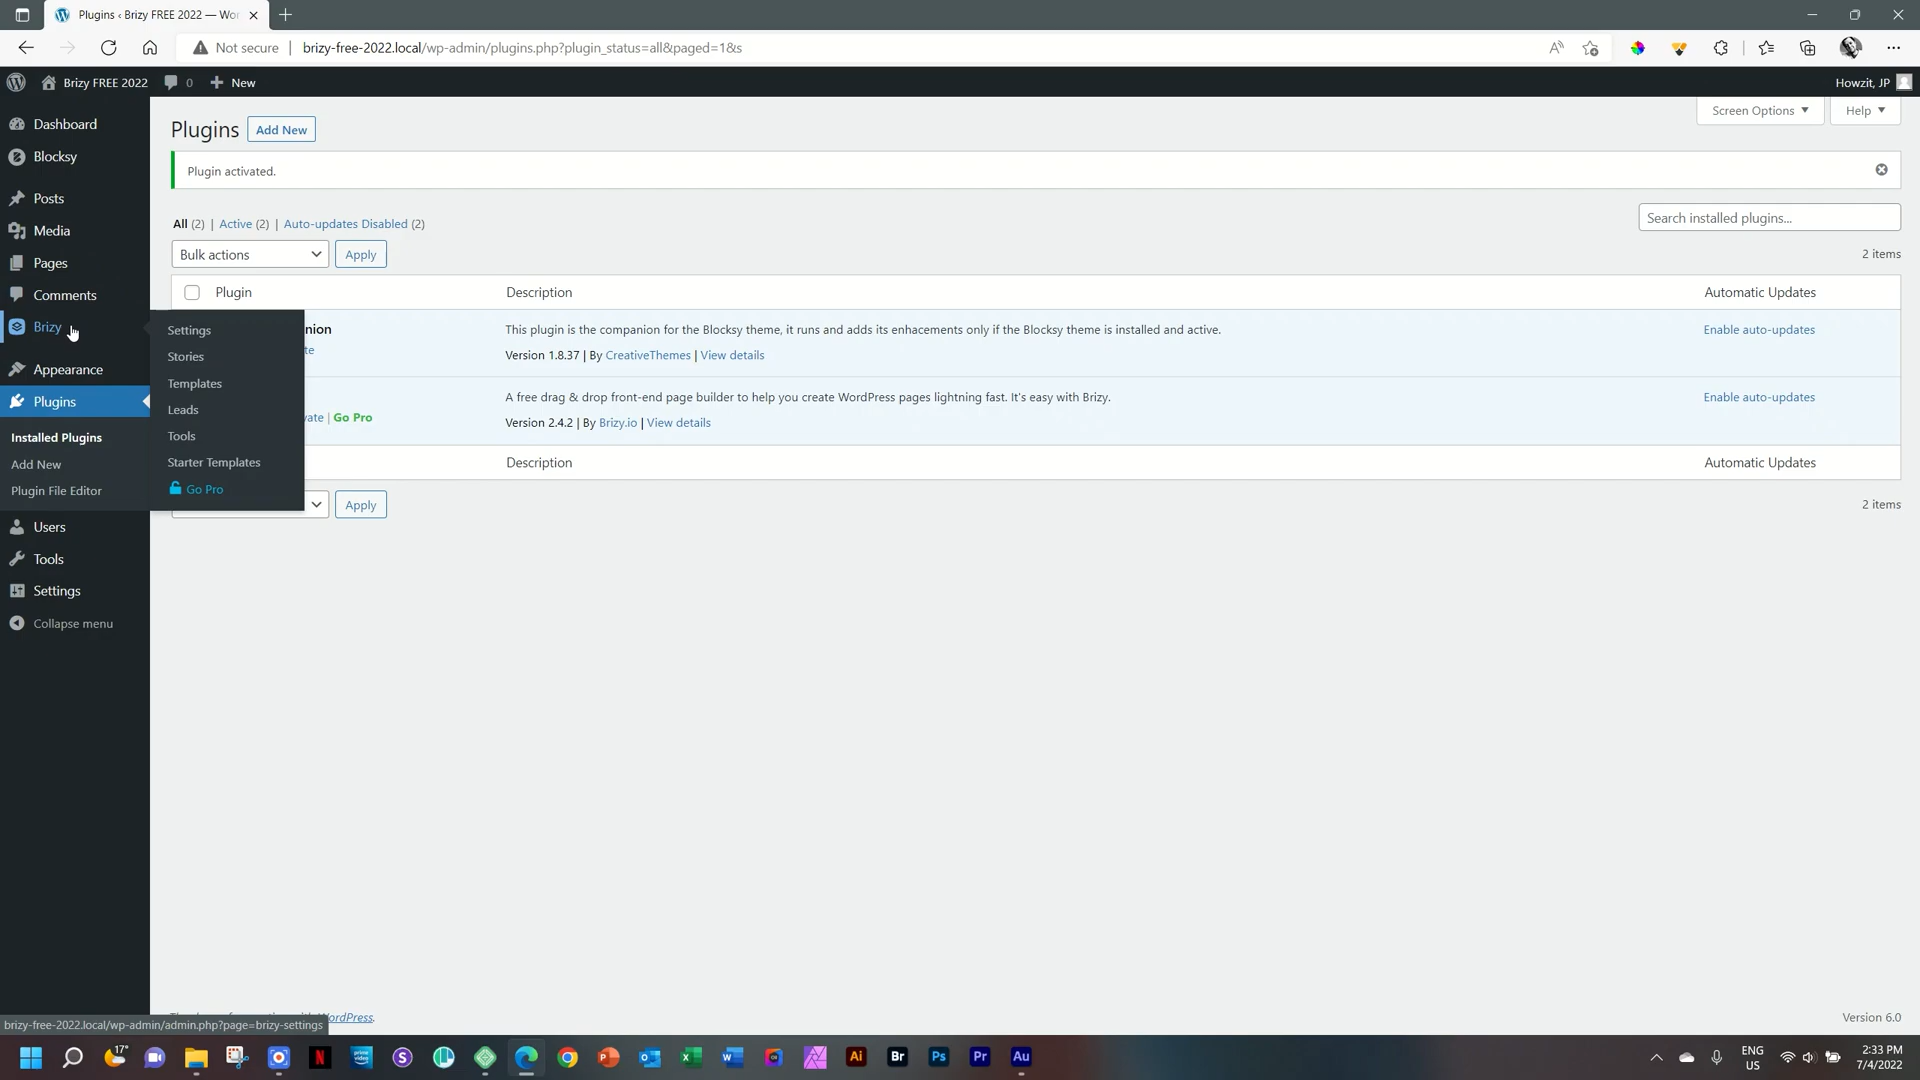 Plugins ‹ Brizy FREE 2022 — Wo
Not secure
brizy-free-2022.local/wp-admin/plugins.php?plugin_status=all&paged=1&s
Brizy FREE 2022
0
New
Howzit, JP
Dashboard
Blocksy
Posts
Media
Pages
Comments
Brizy
Appearance
Plugins
Installed Plugins
Add New
Plugin File Editor
Users
Tools
Settings
Collapse menu
Settings
Stories
Templates
Leads
Tools
Starter Templates
Go Pro
Plugins
Add New
Screen Options
Help
Plugin activated.
All (2) | Active (2) | Auto-updates Disabled (2)
Search installed plugins...
Bulk actions
Apply
2 items
Plugin
Description
Automatic Updates
This plugin is the companion for the Blocksy theme, it runs and adds its enhacements only if the Blocksy theme is installed and active.
Enable auto-updates
Version 1.8.37 | By CreativeThemes | View details
A free drag & drop front-end page builder to help you create WordPress pages lightning fast. It's easy with Brizy.
Enable auto-updates
| Go Pro
Version 2.4.2 | By Brizy.io | View details
Description
Automatic Updates
Apply
2 items
brizy-free-2022.local/wp-admin/admin.php?page=brizy-settings
Version 6.0
17°
Ai
Br
Ps
Pr
Au
ENG
US
2:33 PM
7/4/2022